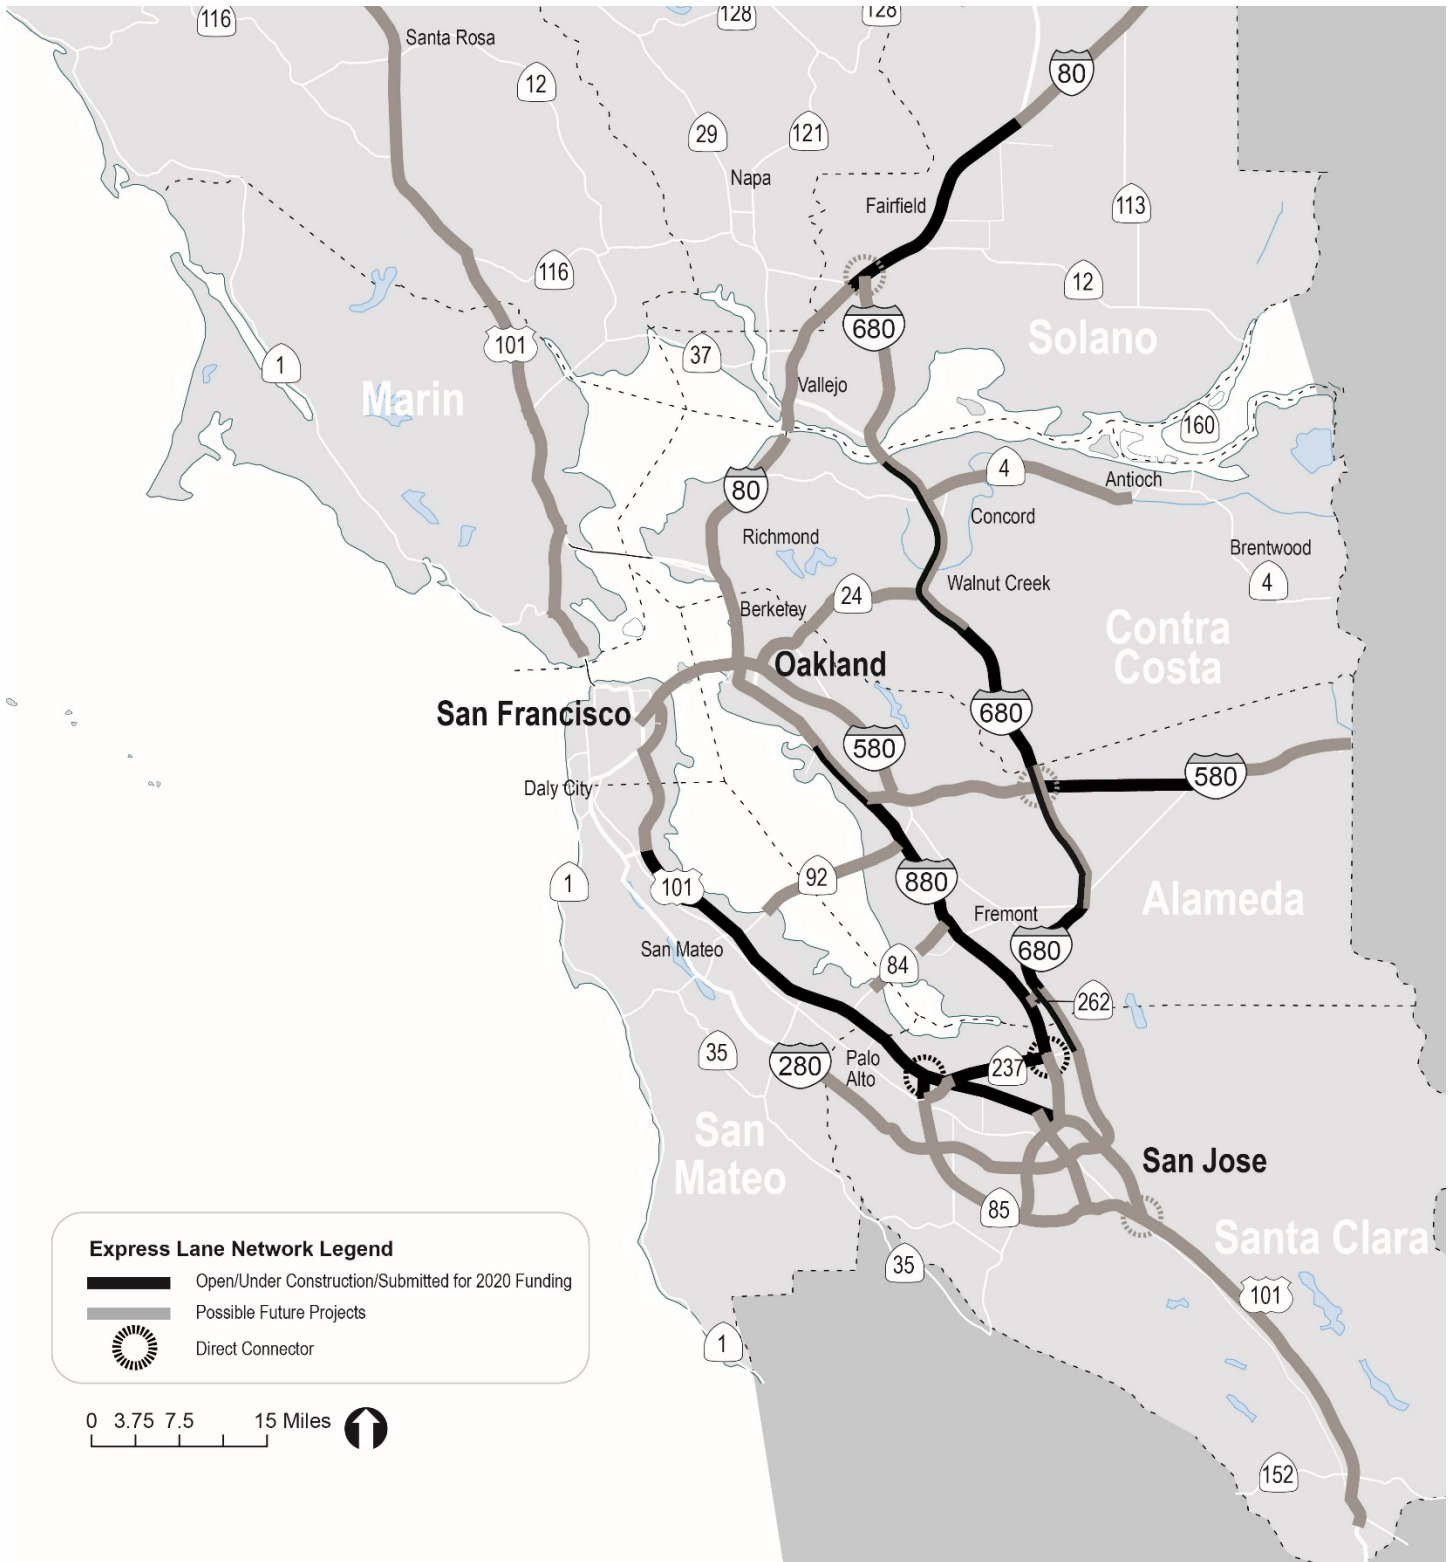 116
128
128
Santa Rosa
12
80
29
121
Napa
Fairfield
113
116
12
680
Solano
101
37
1
Marin
Vallejo
160
4
Antioch
80
Concord
Richmond
Brentwood
4
Walnut Creek
24
Berkeley
Contra
Costa
Oakland
680
San Francisco
580
580
Daly City
92
880
1
101
Alameda
Fremont
680
San Mateo
84
262
35
280
Palo
Alto
237
San
Mateo
San Jose
85
Santa Clara
35
101
Express Lane Network Legend
Open/Under Construction/Submitted for 2020 Funding
Possible Future Projects
Direct Connector
1
0 3.75 7.5 15 Miles
152